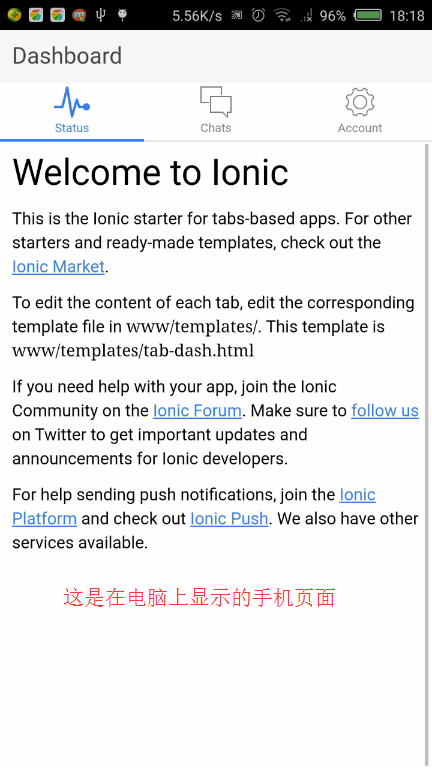 5.56K/s 96% 18:18
Dashboard
Status Chats Account
Welcome to Ionic
This is the Ionic starter for tabs-based apps. For other
starters and ready-made templates, check out the
Ionic Market.
To edit the content of each tab, edit the corresponding
template file in www/templates/. This template is
www/templates/tab-dash.html
If you need help with your app, join the Ionic
Community on the Ionic Forum. Make sure to follow us
on Twitter to get important updates and
announcements for Ionic developers.
For help sending push notifications, join the Ionic
Platform and check out Ionic Push. We also have other
services available.
这是在电脑上显示的手机页面